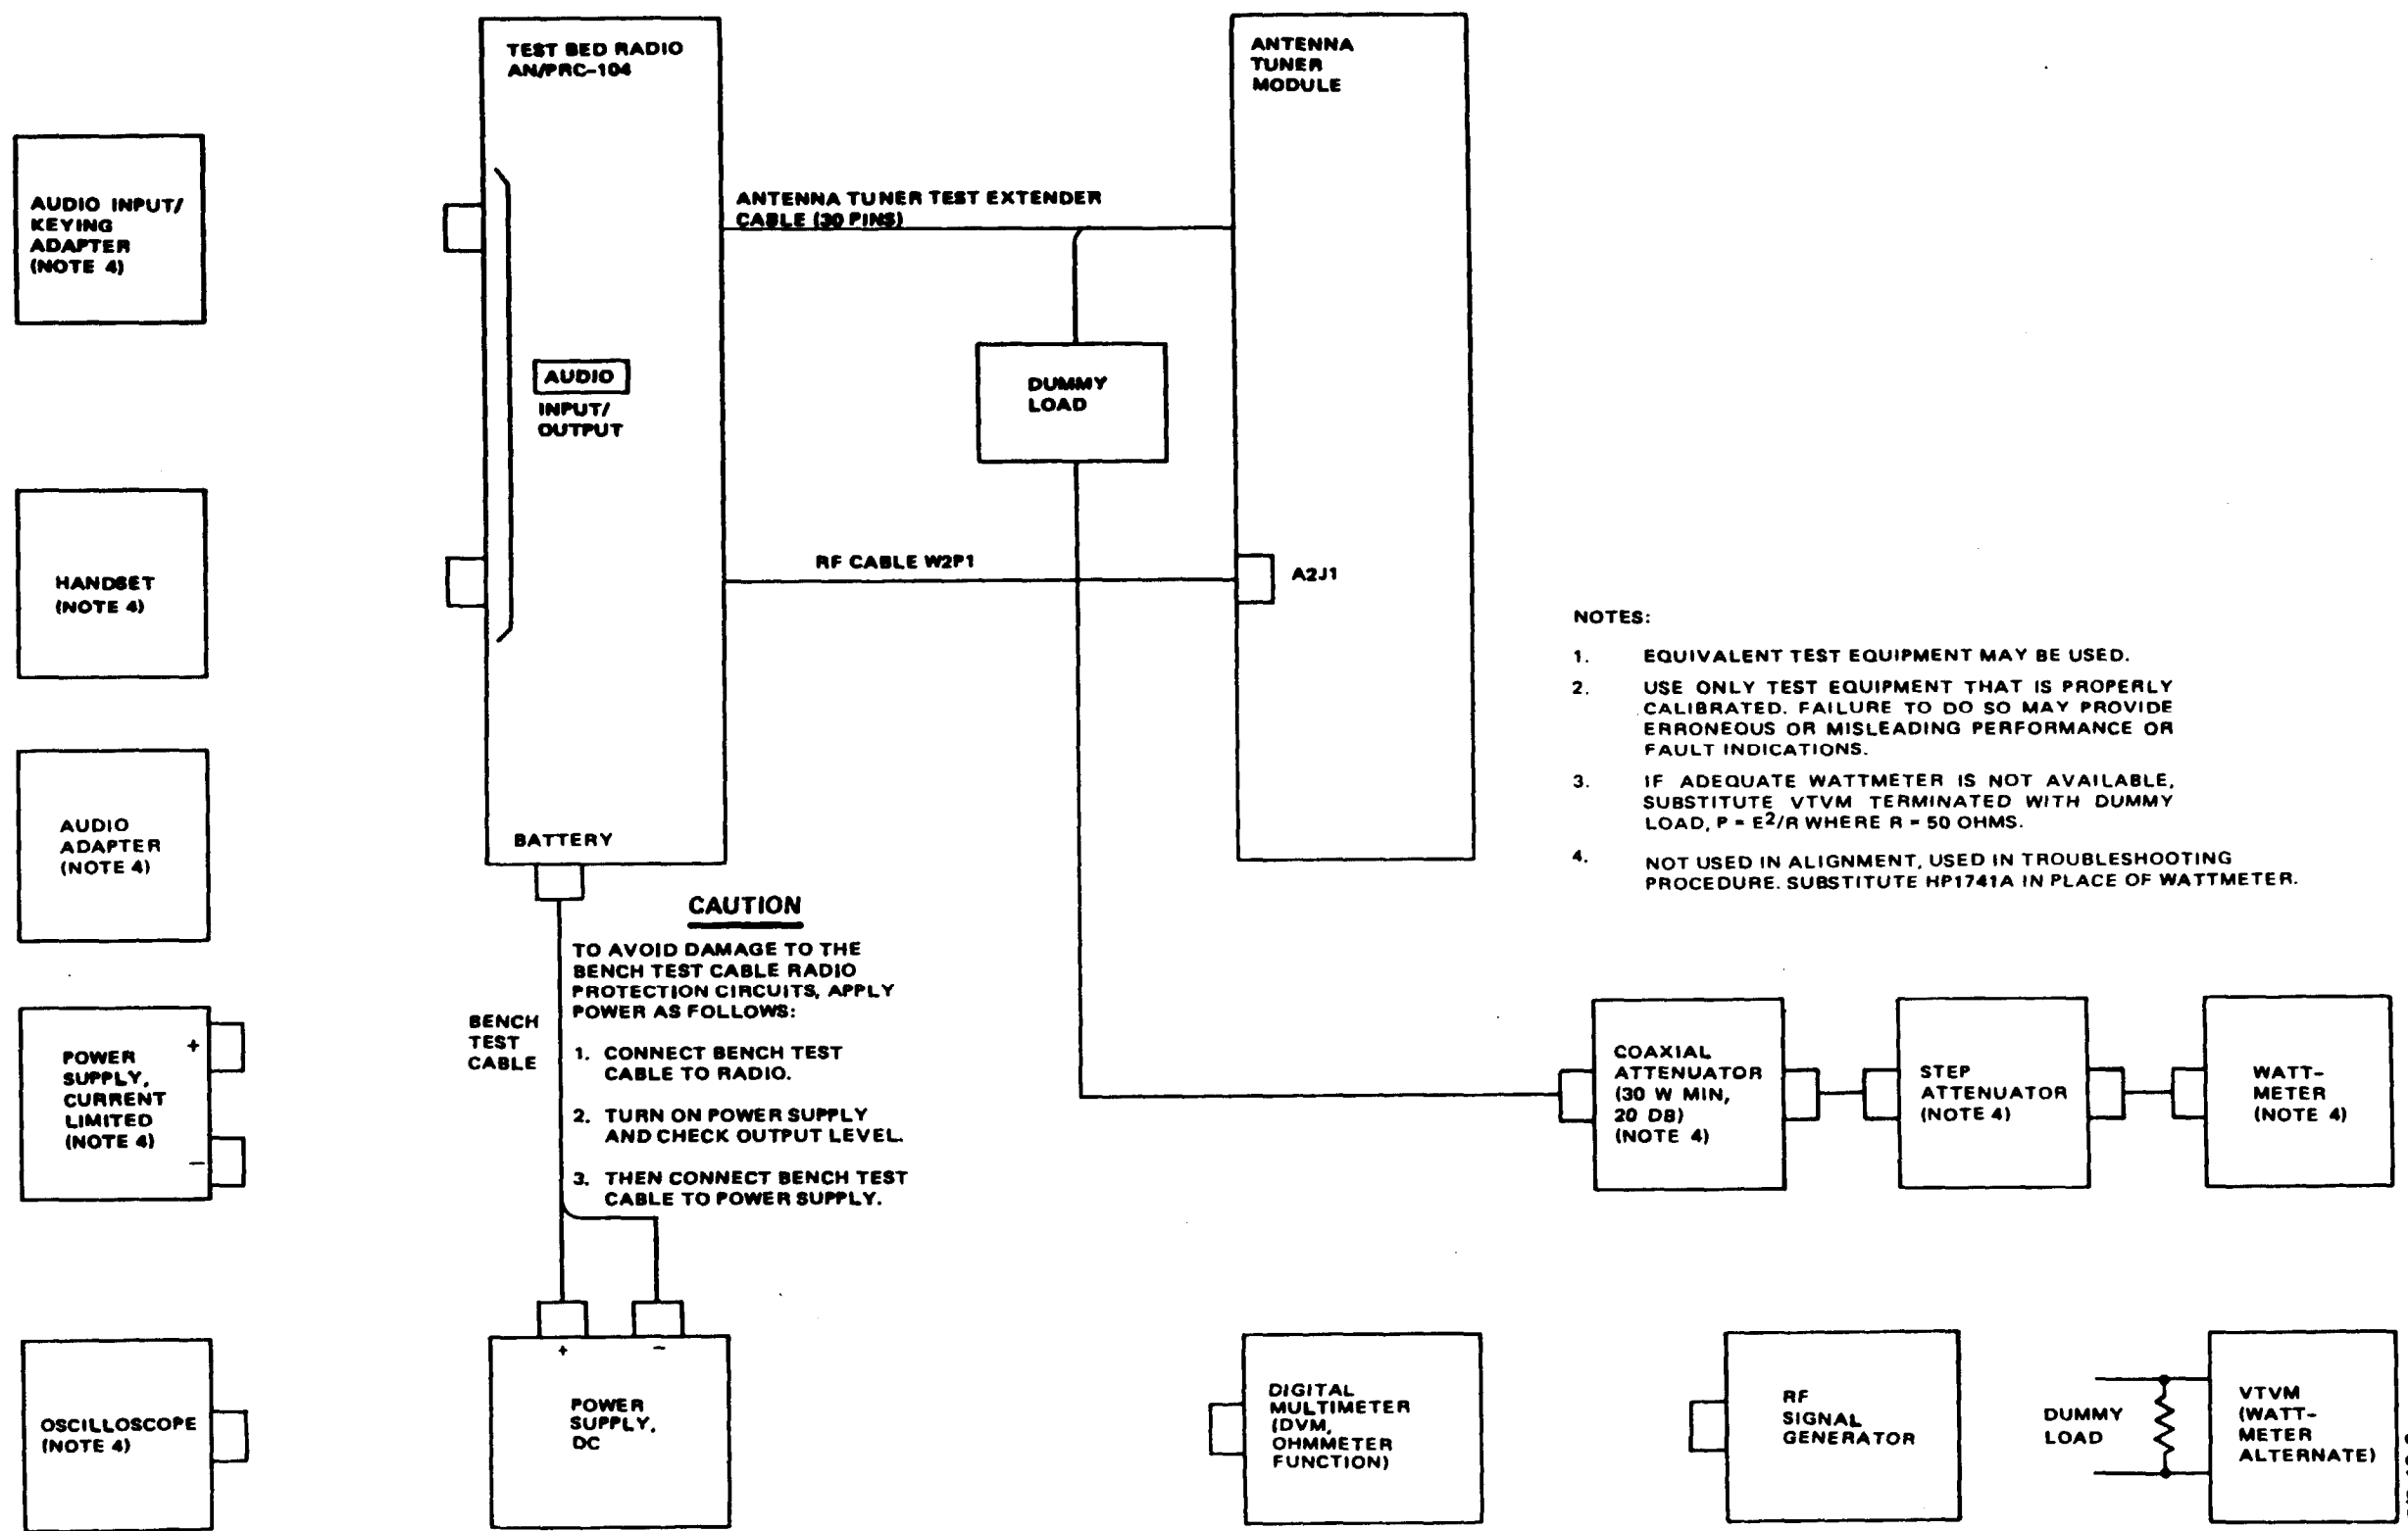 TEST BED RADIO
AN/PRC-104
ANTENNA
TUNER
MODULE
AUDIO INPUT/
KEYING
ADAPTER
(NOTE 4)
ANTENNA TUNER TEST EXTENDER
CABLE (30 PINS)
AUDIO
INPUT/
OUTPUT
DUMMY
LOAD
HANDSET
(NOTE 4)
RF CABLE W2P1
A2J1
NOTES:
1. EQUIVALENT TEST EQUIPMENT MAY BE USED.
2. USE ONLY TEST EQUIPMENT THAT IS PROPERLY
CALIBRATED. FAILURE TO DO SO MAY PROVIDE
ERRONEOUS OR MISLEADING PERFORMANCE OR
FAULT INDICATIONS.
3. IF ADEQUATE WATTMETER IS NOT AVAILABLE,
SUBSTITUTE VTVM TERMINATED WITH DUMMY
LOAD, P = E²/R WHERE R = 50 OHMS.
4. NOT USED IN ALIGNMENT, USED IN TROUBLESHOOTING
PROCEDURE. SUBSTITUTE HP1741A IN PLACE OF WATTMETER.
AUDIO
ADAPTER
(NOTE 4)
BATTERY
CAUTION
TO AVOID DAMAGE TO THE
BENCH TEST CABLE RADIO
PROTECTION CIRCUITS, APPLY
POWER AS FOLLOWS:
1. CONNECT BENCH TEST
CABLE TO RADIO.
2. TURN ON POWER SUPPLY
AND CHECK OUTPUT LEVEL.
3. THEN CONNECT BENCH TEST
CABLE TO POWER SUPPLY.
BENCH
TEST
CABLE
POWER
SUPPLY,
CURRENT
LIMITED
(NOTE 4)
+
−
COAXIAL
ATTENUATOR
(30 W MIN,
20 DB)
(NOTE 4)
STEP
ATTENUATOR
(NOTE 4)
WATT-
METER
(NOTE 4)
OSCILLOSCOPE
(NOTE 4)
+ −
POWER
SUPPLY,
DC
DIGITAL
MULTIMETER
(DVM,
OHMMETER
FUNCTION)
RF
SIGNAL
GENERATOR
DUMMY
LOAD
VTVM
(WATT-
METER
ALTERNATE)